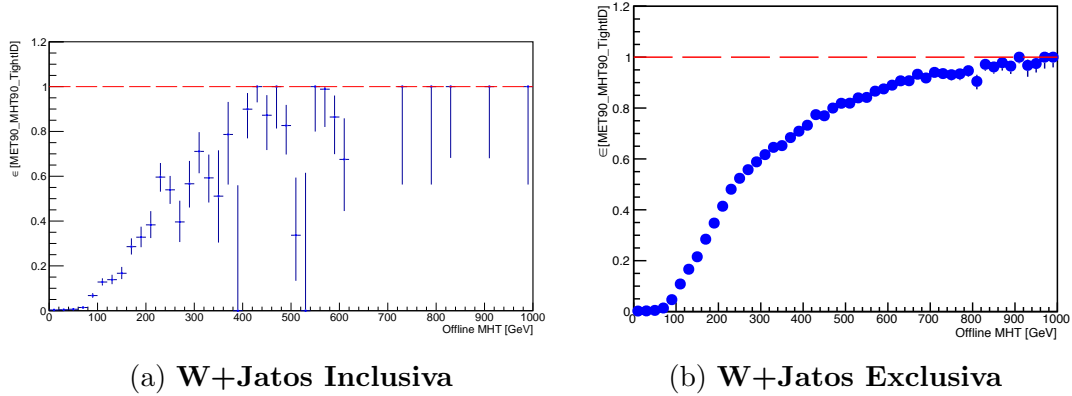 1.2
1
0.8
0.6
0.4
0.2
0
∈ [MET90_MHT90_TightID]
0 100 200 300 400 500 600 700 800 900 1000
Offline MHT [GeV]
(a) W+Jatos Inclusiva
1.2
1
0.8
0.6
0.4
0.2
0
∈[MET90_MHT90_TightID]
0 100 200 300 400 500 600 700 800 900 1000
Offline MHT [GeV]
(b) W+Jatos Exclusiva